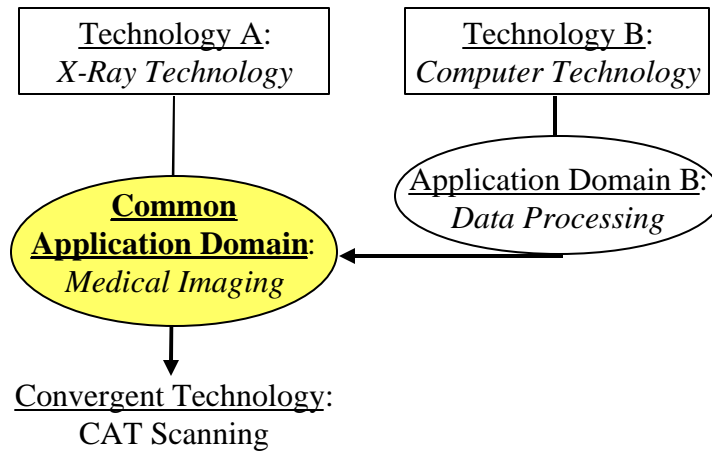 Technology A:
X-Ray Technology
Technology B:
Computer Technology
Common
Application Domain:
Medical Imaging
Application Domain B:
Data Processing
Convergent Technology:
CAT Scanning